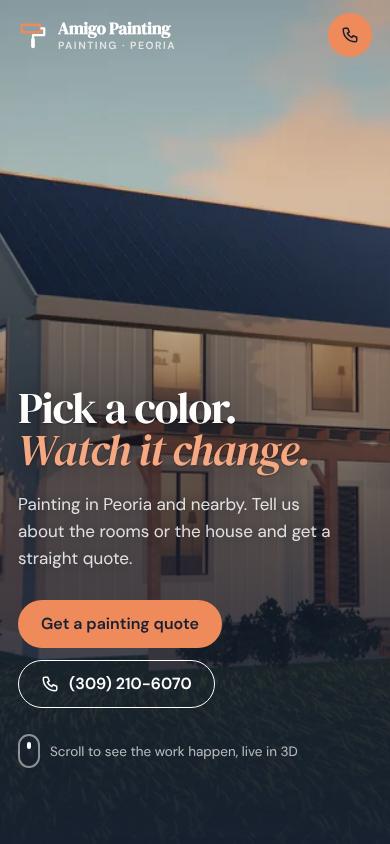 Amigo Painting
PAINTING · PEORIA
Pick a color.
Watch it change.
Painting in Peoria and nearby. Tell us
about the rooms or the house and get a
straight quote.
Get a painting quote
(309) 210-6070
Scroll to see the work happen, live in 3D